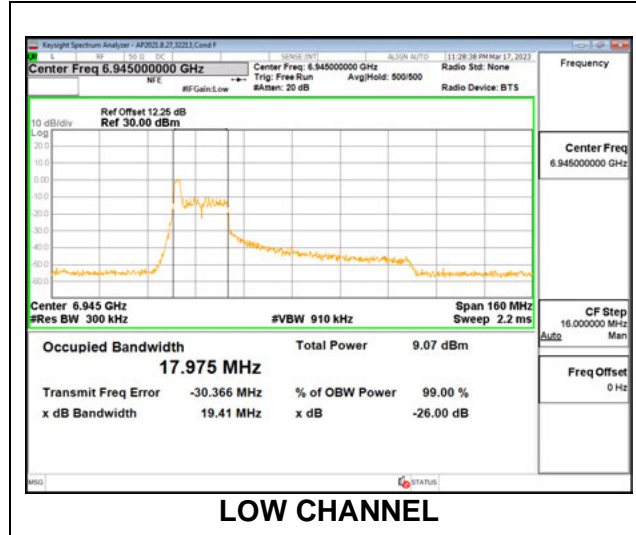 Keysight Spectrum Analyzer - AP2021.8.27,32213,Cond F
L RF 50 Ω DC SENSE:INT ALIGN AUTO 11:28:38 PM Mar 17, 2023
Center Freq 6.945000000 GHz Center Freq: 6.945000000 GHz Radio Std: None Frequency
NFE Trig: Free Run Avg|Hold: 500/500
#IFGain:Low #Atten: 20 dB Radio Device: BTS
Ref Offset 12.25 dB
10 dB/div Ref 30.00 dBm
Log
20.0
10.0
0.00
-10.0
-20.0
-30.0
-40.0
-50.0
-60.0
Center Freq
6.945000000 GHz
Center 6.945 GHz Span 160 MHz
#Res BW 300 kHz #VBW 910 kHz Sweep 2.2 ms
CF Step
16.000000 MHz
Auto Man
Occupied Bandwidth Total Power 9.07 dBm
17.975 MHz
Freq Offset
0 Hz
Transmit Freq Error -30.366 MHz % of OBW Power 99.00 %
x dB Bandwidth 19.41 MHz x dB -26.00 dB
MSG STATUS
LOW CHANNEL